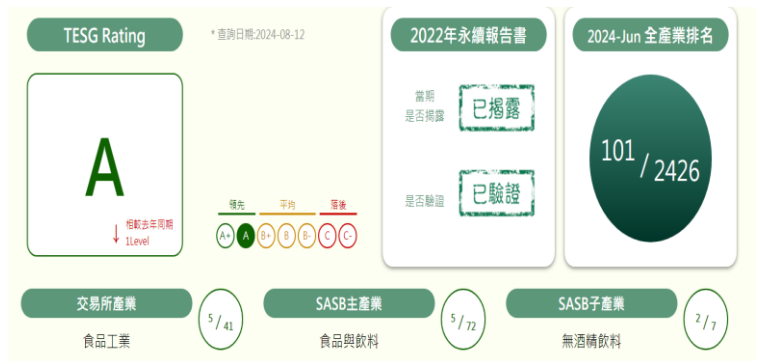 TESG Rating
* 查詢日期:2024-08-12
2022年永續報告書
2024-Jun 全產業排名
A
↓ 相較去年同期
1Level
領先 平均 落後
A+ A B+ B B- C C-
當期
是否揭露
已揭露
是否驗證
已驗證
101 / 2426
交易所產業
5 / 41
食品工業
SASB主產業
5 / 72
食品與飲料
SASB子產業
2 / 7
無酒精飲料